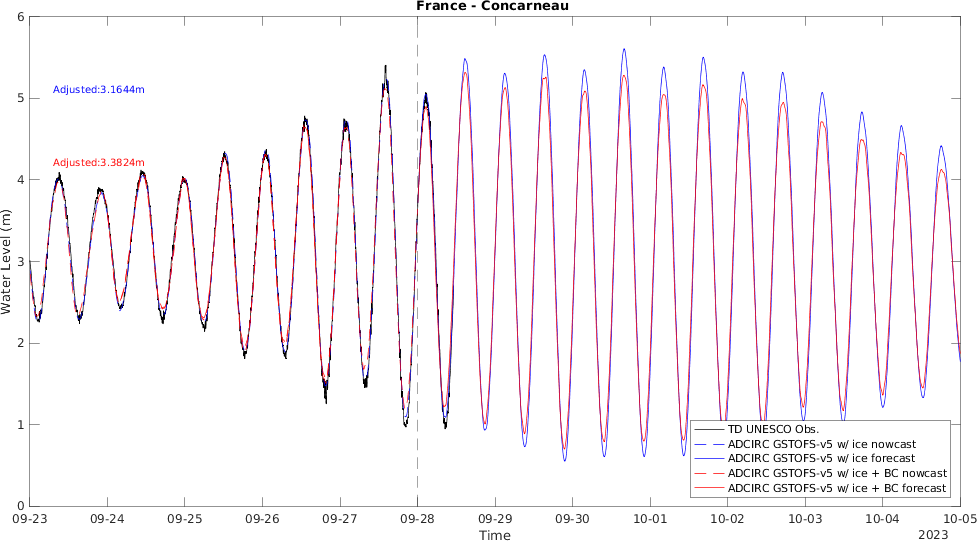 France - Concarneau
Water Level (m)
6
5
4
3
2
1
0
Adjusted:3.1644m
Adjusted:3.3824m
TD UNESCO Obs.
ADCIRC GSTOFS-v5 w/ ice nowcast
ADCIRC GSTOFS-v5 w/ ice forecast
ADCIRC GSTOFS-v5 w/ ice + BC nowcast
ADCIRC GSTOFS-v5 w/ ice + BC forecast
09-23 09-24 09-25 09-26 09-27 09-28 09-29 09-30 10-01 10-02 10-03 10-04 10-05
Time
2023